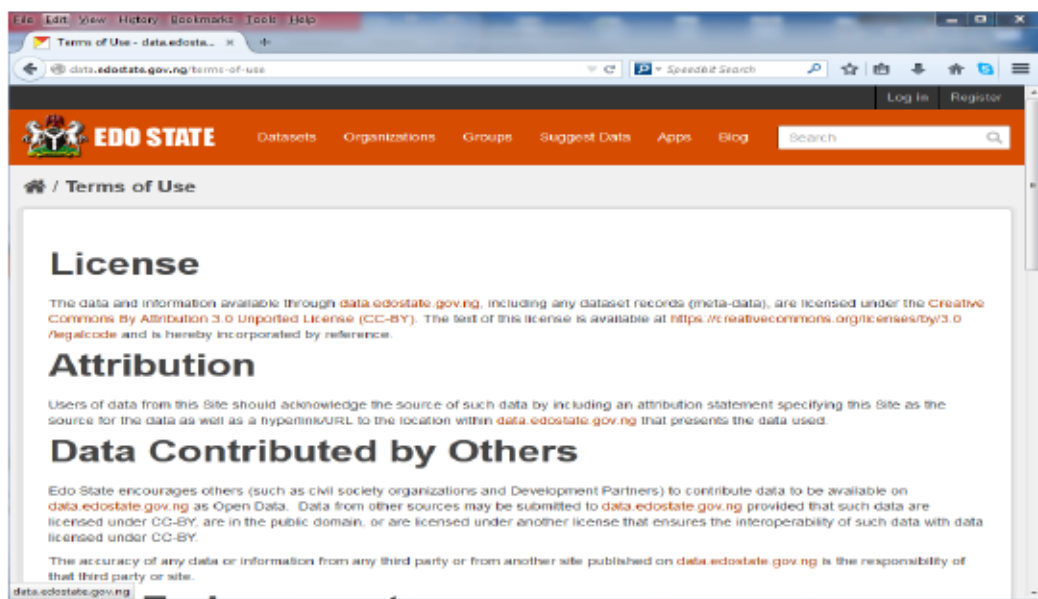 File Edit View History Bookmarks Tools Help
Terms of Use - data.edosta...
data.edostate.gov.ng/terms-of-use
Speedbit Search
Log in Register
EDO STATE Datasets Organizations Groups Suggest Data Apps Blog Search
/ Terms of Use
License
The data and information available through data.edostate.gov.ng, including any dataset records (meta-data), are licensed under the Creative
Commons By Attribution 3.0 Unported License (CC-BY). The text of this license is available at https://creativecommons.org/licenses/by/3.0
/legalcode and is hereby incorporated by reference.
Attribution
Users of data from this Site should acknowledge the source of such data by including an attribution statement specifying this Site as the
source for the data as well as a hyperlink/URL to the location within data.edostate.gov.ng that presents the data used.
Data Contributed by Others
Edo State encourages others (such as civil society organizations and Development Partners) to contribute data to be available on
data.edostate.gov.ng as Open Data. Data from other sources may be submitted to data.edostate.gov.ng provided that such data are
licensed under CC-BY, are in the public domain, or are licensed under another license that ensures the interoperability of such data with data
licensed under CC-BY.
The accuracy of any data or information from any third party or from another site published on data.edostate.gov.ng is the responsibility of
that third party or site.
data.edostate.gov.ng